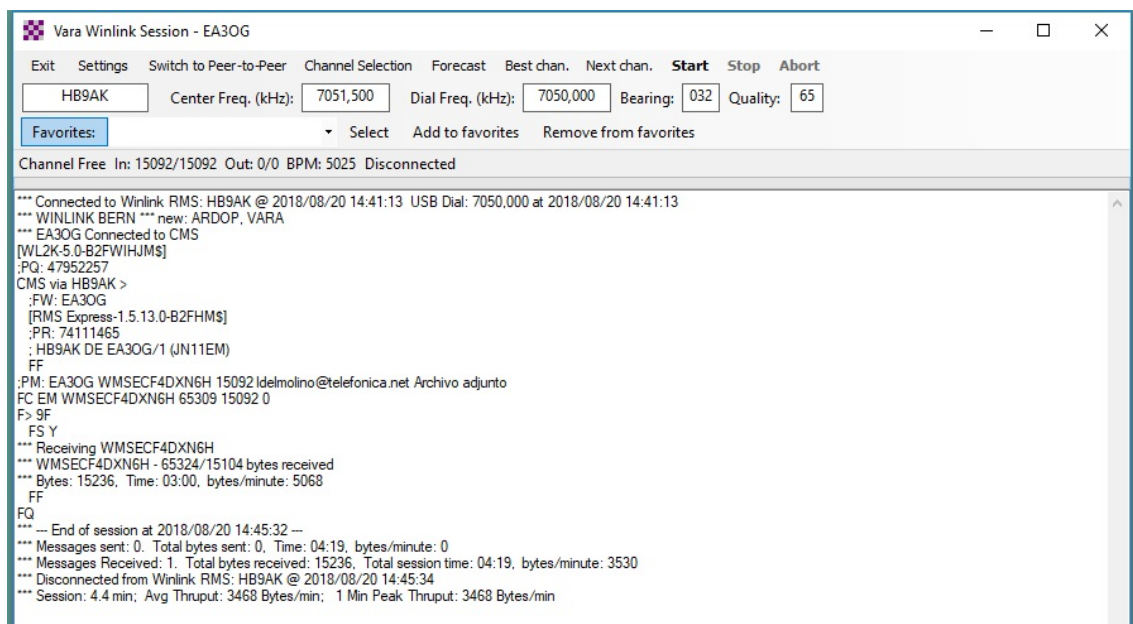 Vara Winlink Session - EA3OG
Exit Settings Switch to Peer-to-Peer Channel Selection Forecast Best chan. Next chan. Start Stop Abort
HB9AK Center Freq. (kHz): 7051,500 Dial Freq. (kHz): 7050,000 Bearing: 032 Quality: 65
Favorites: Select Add to favorites Remove from favorites
Channel Free In: 15092/15092 Out: 0/0 BPM: 5025 Disconnected
*** Connected to Winlink RMS: HB9AK @ 2018/08/20 14:41:13 USB Dial: 7050,000 at 2018/08/20 14:41:13
*** WINLINK BERN *** new: ARDOP, VARA
*** EA3OG Connected to CMS
[WL2K-5.0-B2FWIHJM$]
;PQ: 47952257
CMS via HB9AK >
;FW: EA3OG
[RMS Express-1.5.13.0-B2FHM$]
;PR: 74111465
; HB9AK DE EA3OG/1 (JN11EM)
FF
;PM: EA3OG WMSECF4DXN6H 15092 ldelmolino@telefonica.net Archivo adjunto
FC EM WMSECF4DXN6H 65309 15092 0
F> 9F
FS Y
*** Receiving WMSECF4DXN6H
*** WMSECF4DXN6H - 65324/15104 bytes received
*** Bytes: 15236, Time: 03:00, bytes/minute: 5068
FF
FQ
*** --- End of session at 2018/08/20 14:45:32 ---
*** Messages sent: 0. Total bytes sent: 0, Time: 04:19, bytes/minute: 0
*** Messages Received: 1. Total bytes received: 15236, Total session time: 04:19, bytes/minute: 3530
*** Disconnected from Winlink RMS: HB9AK @ 2018/08/20 14:45:34
*** Session: 4.4 min; Avg Thruput: 3468 Bytes/min; 1 Min Peak Thruput: 3468 Bytes/min